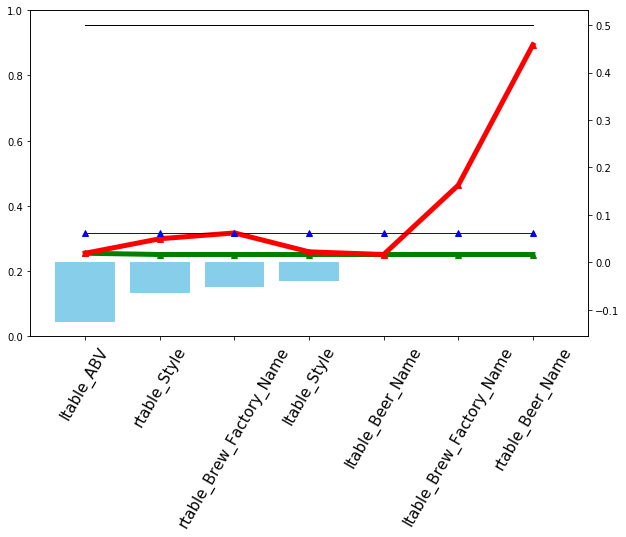 1.0
0.8
0.6
0.4
0.2
0.0
0.5
0.4
0.3
0.2
0.1
0.0
−0.1
ltable_ABV
rtable_Style
rtable_Brew_Factory_Name
ltable_Style
ltable_Beer_Name
ltable_Brew_Factory_Name
rtable_Beer_Name